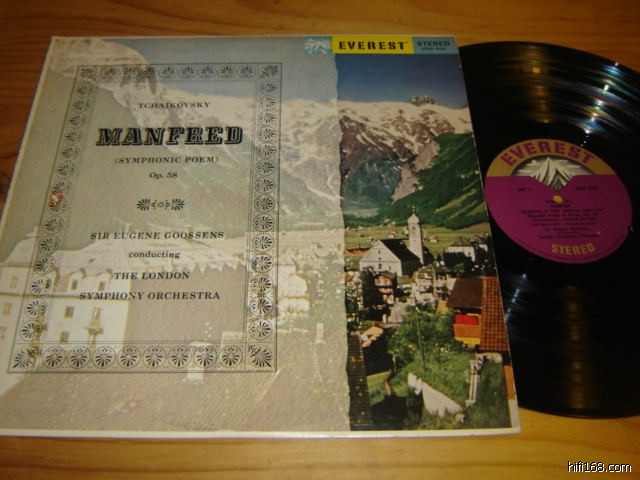 EVEREST
STEREO
TCHAIKOVSKY
MANFRED
(SYMPHONIC POEM)
Op. 58
SIR EUGENE GOOSSENS
conducting
THE LONDON
SYMPHONY ORCHESTRA
EVEREST
STEREO
hifi168.com